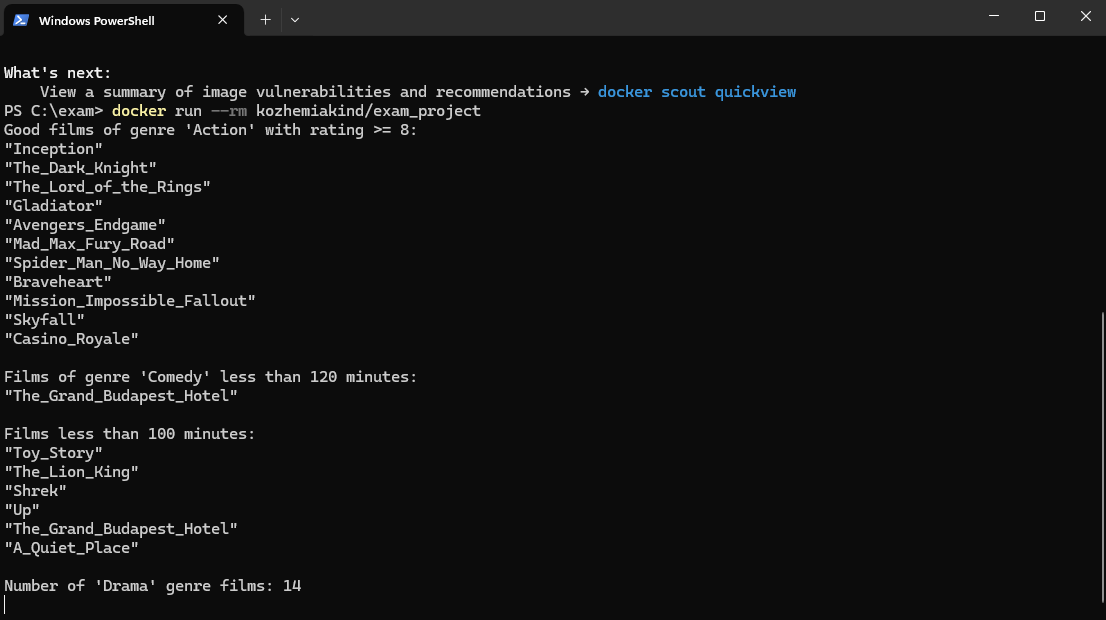 Windows PowerShell
What's next:
    View a summary of image vulnerabilities and recommendations → docker scout quickview
PS C:\exam> docker run --rm kozhemiakind/exam_project
Good films of genre 'Action' with rating >= 8:
"Inception"
"The_Dark_Knight"
"The_Lord_of_the_Rings"
"Gladiator"
"Avengers_Endgame"
"Mad_Max_Fury_Road"
"Spider_Man_No_Way_Home"
"Braveheart"
"Mission_Impossible_Fallout"
"Skyfall"
"Casino_Royale"

Films of genre 'Comedy' less than 120 minutes:
"The_Grand_Budapest_Hotel"

Films less than 100 minutes:
"Toy_Story"
"The_Lion_King"
"Shrek"
"Up"
"The_Grand_Budapest_Hotel"
"A_Quiet_Place"

Number of 'Drama' genre films: 14